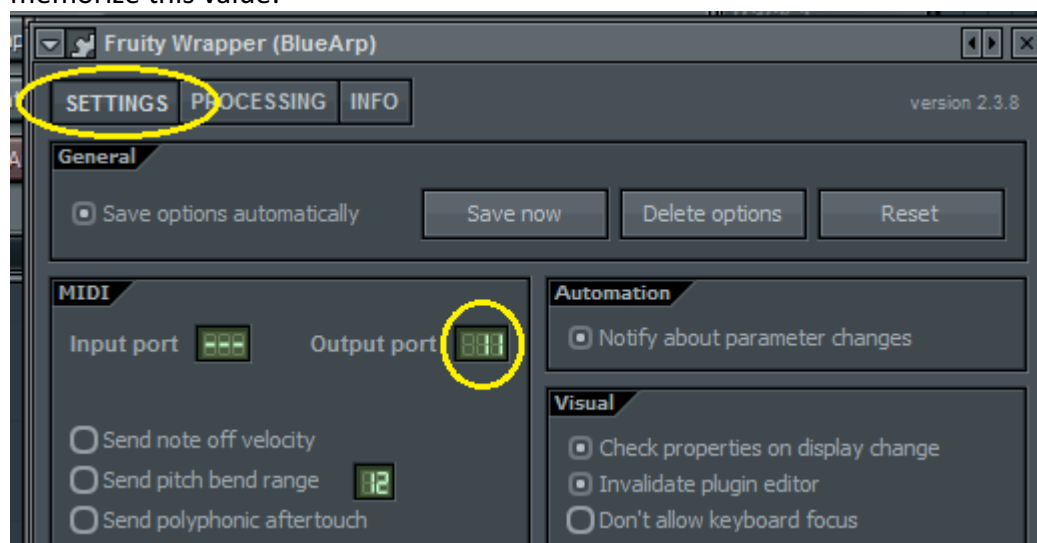 memorize this value.
Fruity Wrapper (BlueArp)
SETTINGS PROCESSING INFO
version 2.3.8
General
Save options automatically Save now Delete options Reset
MIDI
Input port --- Output port 11
Send note off velocity
Send pitch bend range 12
Send polyphonic aftertouch
Automation
Notify about parameter changes
Visual
Check properties on display change
Invalidate plugin editor
Don't allow keyboard focus